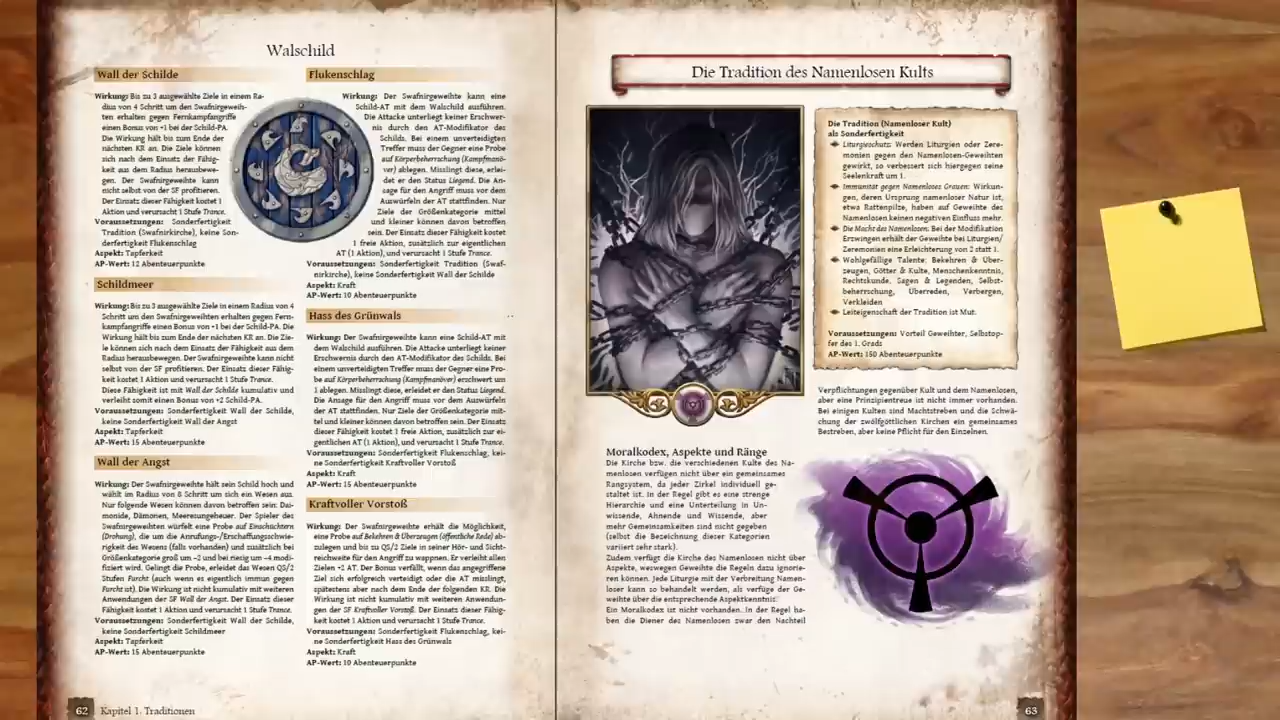 Walschild
Wall der Schilde
Wirkung: Bis zu 3 ausgewählte Ziele in einem Ra-
dius von 4 Schritt um den Swafnirgeweih-
ten erhalten gegen Fernkampfangriffe
einen Bonus von +1 bei der Schild-PA.
Die Wirkung hält bis zum Ende der
nächsten KR an. Die Ziele können
sich nach dem Einsatz der Fähig-
keit aus dem Radius herausbewe-
gen. Der Swafnirgeweihte kann
nicht selbst von der SF profitieren.
Der Einsatz dieser Fähigkeit kostet 1
Aktion und verursacht 1 Stufe Trance.
Voraussetzungen: Sonderfertigkeit
Tradition (Swafnirkirche), keine Son-
derfertigkeit Flukenschlag
Aspekt: Tapferkeit
AP-Wert: 12 Abenteuerpunkte
Schildmeer
Wirkung: Bis zu 3 ausgewählte Ziele in einem Radius von 4
Schritt um den Swafnirgeweihten erhalten gegen Fern-
kampfangriffe einen Bonus von +1 bei der Schild-PA. Die
Wirkung hält bis zum Ende der nächsten KR an. Die Zie-
le können sich nach dem Einsatz der Fähigkeit aus dem
Radius herausbewegen. Der Swafnirgeweihte kann nicht
selbst von der SF profitieren. Der Einsatz dieser Fähig-
keit kostet 1 Aktion und verursacht 1 Stufe Trance.
Diese Fähigkeit ist mit Wall der Schilde kumulativ und
verleiht somit einen Bonus von +2 Schild-PA.
Voraussetzungen: Sonderfertigkeit Wall der Schilde,
keine Sonderfertigkeit Wall der Angst
Aspekt: Tapferkeit
AP-Wert: 15 Abenteuerpunkte
Wall der Angst
Wirkung: Der Swafnirgeweihte hält sein Schild hoch und
wählt im Radius von 8 Schritt um sich ein Wesen aus.
Nur folgende Wesen können davon betroffen sein: Dai-
monide, Dämonen, Meeresungeheuer. Der Spieler des
Swafnirgeweihten würfelt eine Probe auf Einschüchtern
(Drohung), die um die Anrufungs-/Erschaffungsschwie-
rigkeit des Wesens (falls vorhanden) und zusätzlich bei
Größenkategorie groß um –2 und bei riesig um –4 modi-
fiziert wird. Gelingt die Probe, erleidet das Wesen QS/2
Stufen Furcht (auch wenn es eigentlich immun gegen
Furcht ist). Die Wirkung ist nicht kumulativ mit weiteren
Anwendungen der SF Wall der Angst. Der Einsatz dieser
Fähigkeit kostet 1 Aktion und verursacht 1 Stufe Trance.
Voraussetzungen: Sonderfertigkeit Wall der Schilde,
keine Sonderfertigkeit Schildmeer
Aspekt: Tapferkeit
AP-Wert: 15 Abenteuerpunkte
Flukenschlag
Wirkung: Der Swafnirgeweihte kann eine
Schild-AT mit dem Walschild ausführen.
Die Attacke unterliegt keiner Erschwer-
nis durch den AT-Modifikator des
Schilds. Bei einem unverteidigten
Treffer muss der Gegner eine Probe
auf Körperbeherrschung (Kampfmanö-
ver) ablegen. Misslingt diese, erlei-
det er den Status Liegend. Die An-
sage für den Angriff muss vor dem
Auswürfeln der AT stattfinden. Nur
Ziele der Größenkategorie mittel
und kleiner können davon betroffen
sein. Der Einsatz dieser Fähigkeit kostet
1 freie Aktion, zusätzlich zur eigentlichen
AT (1 Aktion), und verursacht 1 Stufe Trance.
Voraussetzungen: Sonderfertigkeit Tradition (Swaf-
nirkirche), keine Sonderfertigkeit Wall der Schilde
Aspekt: Kraft
AP-Wert: 10 Abenteuerpunkte
Hass des Grünwals
Wirkung: Der Swafnirgeweihte kann eine Schild-AT mit
dem Walschild ausführen. Die Attacke unterliegt keiner
Erschwernis durch den AT-Modifikator des Schilds. Bei
einem unverteidigten Treffer muss der Gegner eine Pro-
be auf Körperbeherrschung (Kampfmanöver) erschwert um
1 ablegen. Misslingt diese, erleidet er den Status Liegend.
Die Ansage für den Angriff muss vor dem Auswürfeln
der AT stattfinden. Nur Ziele der Größenkategorie mit-
tel und kleiner können davon betroffen sein. Der Einsatz
dieser Fähigkeit kostet 1 freie Aktion, zusätzlich zur ei-
gentlichen AT (1 Aktion), und verursacht 1 Stufe Trance.
Voraussetzungen: Sonderfertigkeit Flukenschlag, kei-
ne Sonderfertigkeit Kraftvoller Vorstoß
Aspekt: Kraft
AP-Wert: 15 Abenteuerpunkte
Kraftvoller Vorstoß
Wirkung: Der Swafnirgeweihte erhält die Möglichkeit,
eine Probe auf Bekehren & Überzeugen (öffentliche Rede) ab-
zulegen und bis zu QS/2 Ziele in seiner Hör- und Sicht-
reichweite für den Angriff zu wappnen. Er verleiht allen
Zielen +2 AT. Der Bonus verfällt, wenn das angegriffene
Ziel sich erfolgreich verteidigt oder die AT misslingt,
spätestens aber nach dem Ende der folgenden KR. Die
Wirkung ist nicht kumulativ mit weiteren Anwendun-
gen der SF Kraftvoller Vorstoß. Der Einsatz dieser Fähig-
keit kostet 1 Aktion und verursacht 1 Stufe Trance.
Voraussetzungen: Sonderfertigkeit Flukenschlag, kei-
ne Sonderfertigkeit Hass des Grünwals
Aspekt: Kraft
AP-Wert: 10 Abenteuerpunkte
62 Kapitel 1: Traditionen
Die Tradition des Namenlosen Kults
Die Tradition (Namenloser Kult)
als Sonderfertigkeit
Liturgieschutz: Werden Liturgien oder Zere-
monien gegen den Namenlosen-Geweihten
gewirkt, so verbessert sich hiergegen seine
Seelenkraft um 1.
Immunität gegen Namenloses Grauen: Wirkun-
gen, deren Ursprung namenloser Natur ist,
etwa Rattenpilze, haben auf Geweihte des
Namenlosen keinen negativen Einfluss mehr.
Die Macht des Namenlosen: Bei der Modifikation
Erzwingen erhält der Geweihte bei Liturgien/
Zeremonien eine Erleichterung von 2 statt 1.
Wohlgefällige Talente: Bekehren & Über-
zeugen, Götter & Kulte, Menschenkenntnis,
Rechtskunde, Sagen & Legenden, Selbst-
beherrschung, Überreden, Verbergen,
Verkleiden
Leiteigenschaft der Tradition ist Mut.
Voraussetzungen: Vorteil Geweihter, Selbstop-
fer des 1. Grads
AP-Wert: 150 Abenteuerpunkte
Moralkodex, Aspekte und Ränge
Die Kirche bzw. die verschiedenen Kulte des Na-
menlosen verfügen nicht über ein gemeinsames
Rangsystem, da jeder Zirkel individuell ge-
staltet ist. In der Regel gibt es eine strenge
Hierarchie und eine Unterteilung in Un-
wissende, Ahnende und Wissende, aber
mehr Gemeinsamkeiten sind nicht gegeben
(selbst die Bezeichnung dieser Kategorien
variiert sehr stark).
Zudem verfügt die Kirche des Namenlosen nicht über
Aspekte, weswegen Geweihte die Regeln dazu ignorie-
ren können. Jede Liturgie mit der Verbreitung Namen-
loser kann so behandelt werden, als verfüge der Ge-
weihte über die entsprechende Aspektkenntnis.
Ein Moralkodex ist nicht vorhanden. In der Regel ha-
ben die Diener des Namenlosen zwar den Nachteil
Verpflichtungen gegenüber Kult und dem Namenlosen,
aber eine Prinzipientreue ist nicht immer vorhanden.
Bei einigen Kulten sind Machtstreben und die Schwä-
chung der zwölfgöttlichen Kirchen ein gemeinsames
Bestreben, aber keine Pflicht für den Einzelnen.
63